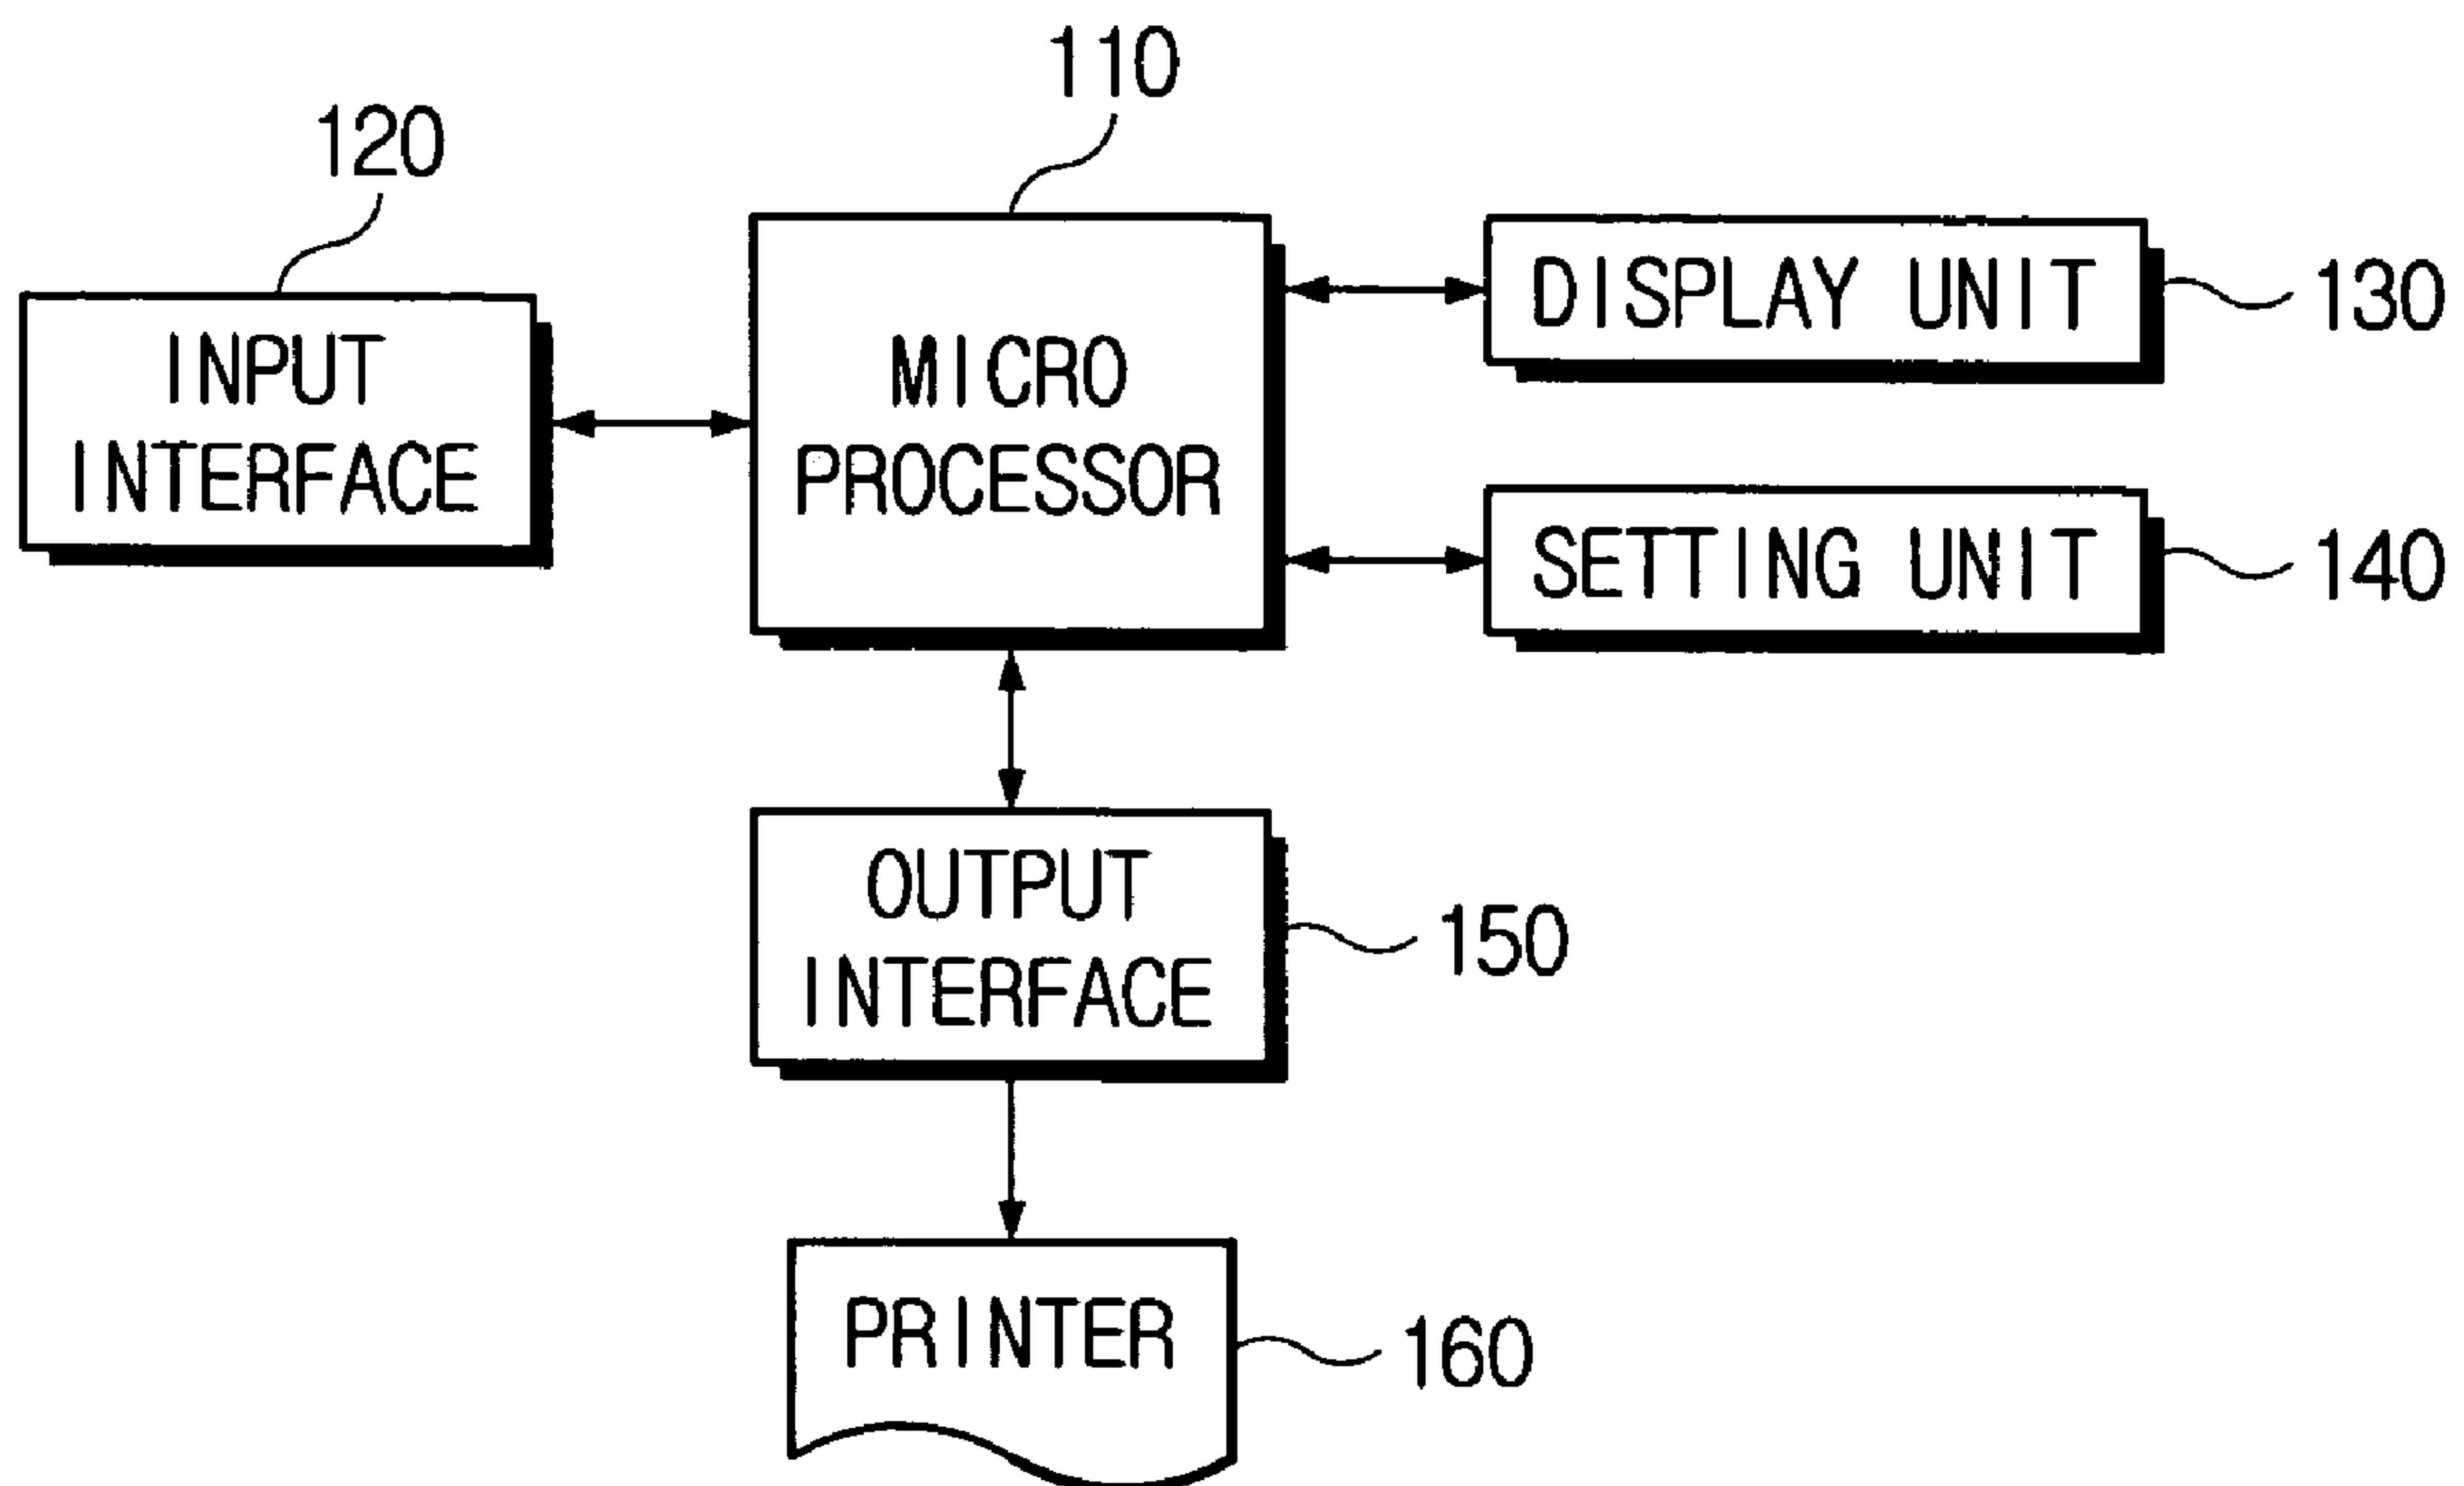 110
120
INPUT
INTERFACE
MICRO
PROCESSOR
DISPLAY UNIT
130
SETTING UNIT
140
OUTPUT
INTERFACE
150
PRINTER
160